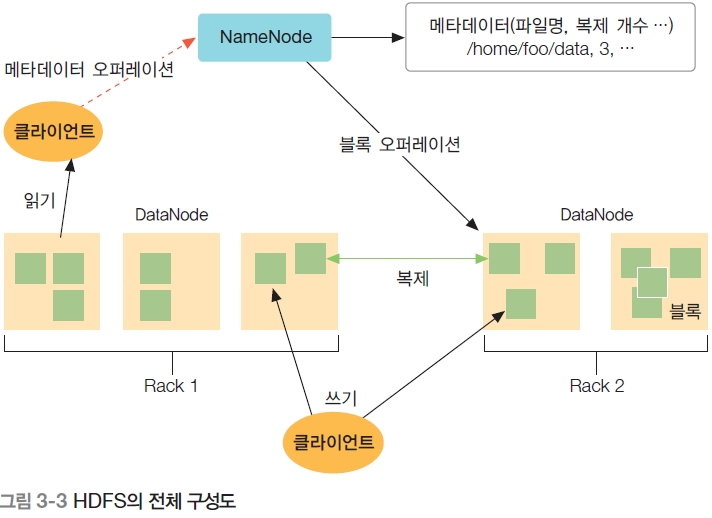 NameNode
메타데이터(파일명, 복제 개수 …)
/home/foo/data, 3, …
메타데이터 오퍼레이션
클라이언트
블록 오퍼레이션
읽기
DataNode
DataNode
복제
블록
Rack 1
Rack 2
쓰기
클라이언트
그림 3-3 HDFS의 전체 구성도